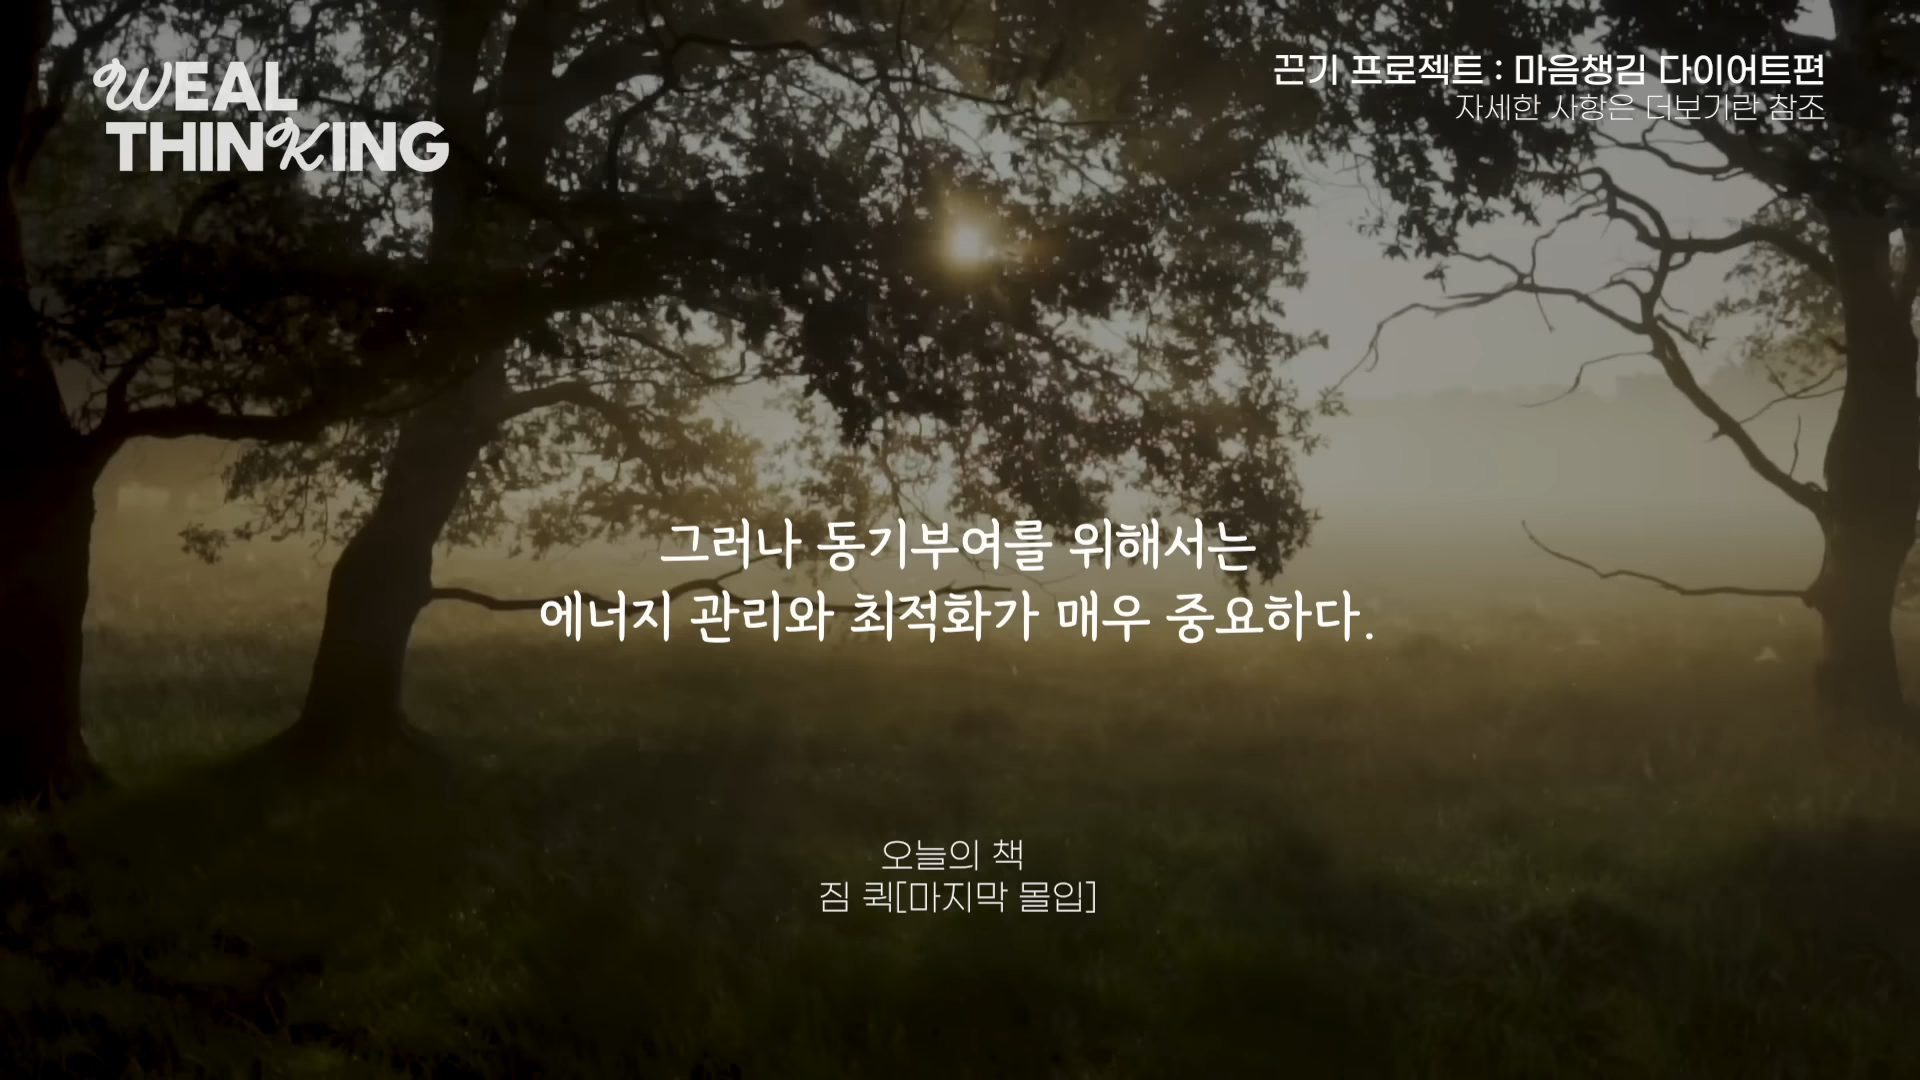 WEAL
THINKING
끈기 프로젝트 : 마음챙김 다이어트편
자세한 사항은 더보기란 참조
그러나 동기부여를 위해서는
에너지 관리와 최적화가 매우 중요하다.
오늘의 책
짐 퀵[마지막 몰입]